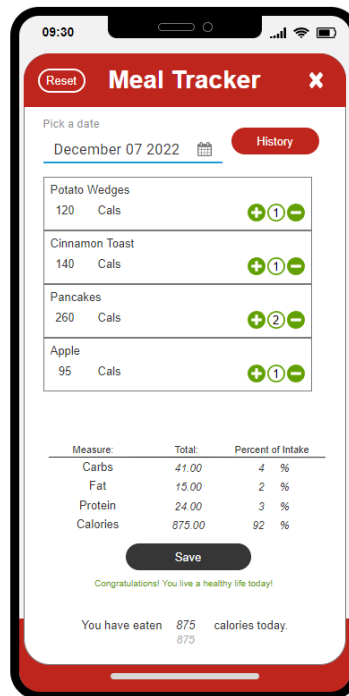 09:30
Reset Meal Tracker
Pick a date
December 07 2022 History
Potato Wedges
120 Cals 1
Cinnamon Toast
140 Cals 1
Pancakes
260 Cals 2
Apple
95 Cals 1
Measure: Total: Percent of Intake
Carbs 41.00 4 %
Fat 15.00 2 %
Protein 24.00 3 %
Calories 875.00 92 %
Save
Congratulations! You live a healthy life today!
You have eaten 875 calories today.
875